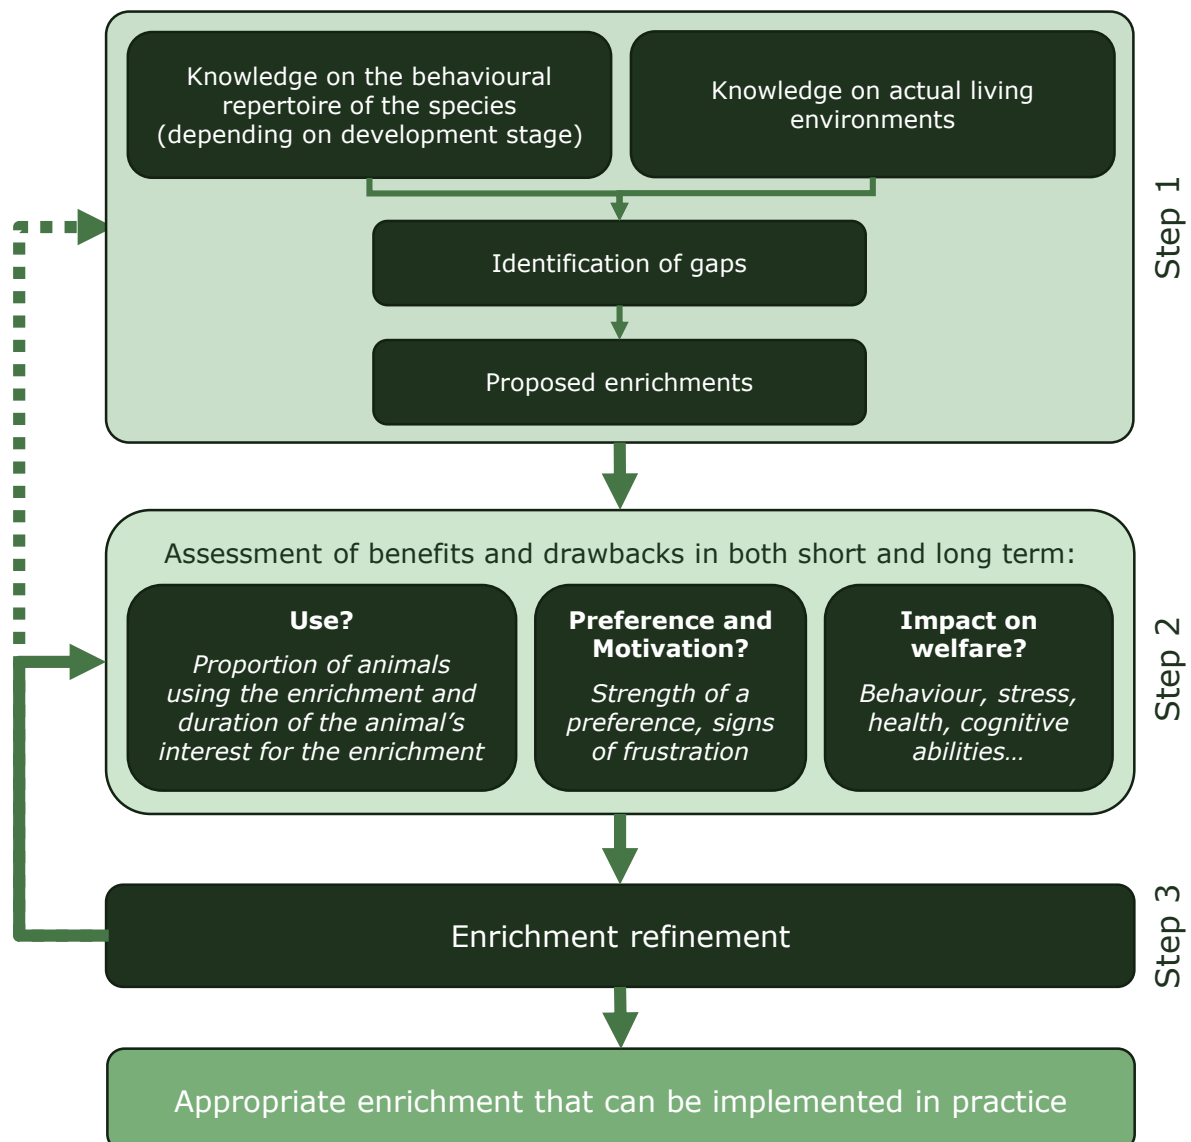 Knowledge on the behavioural
repertoire of the species
(depending on development stage)
Knowledge on actual living
environments
Identification of gaps
Proposed enrichments
Step 1
Assessment of benefits and drawbacks in both short and long term:
Use?
Proportion of animals
using the enrichment and
duration of the animal’s
interest for the enrichment
Preference and
Motivation?
Strength of a
preference, signs
of frustration
Impact on
welfare?
Behaviour, stress,
health, cognitive
abilities…
Step 2
Enrichment refinement
Step 3
Appropriate enrichment that can be implemented in practice